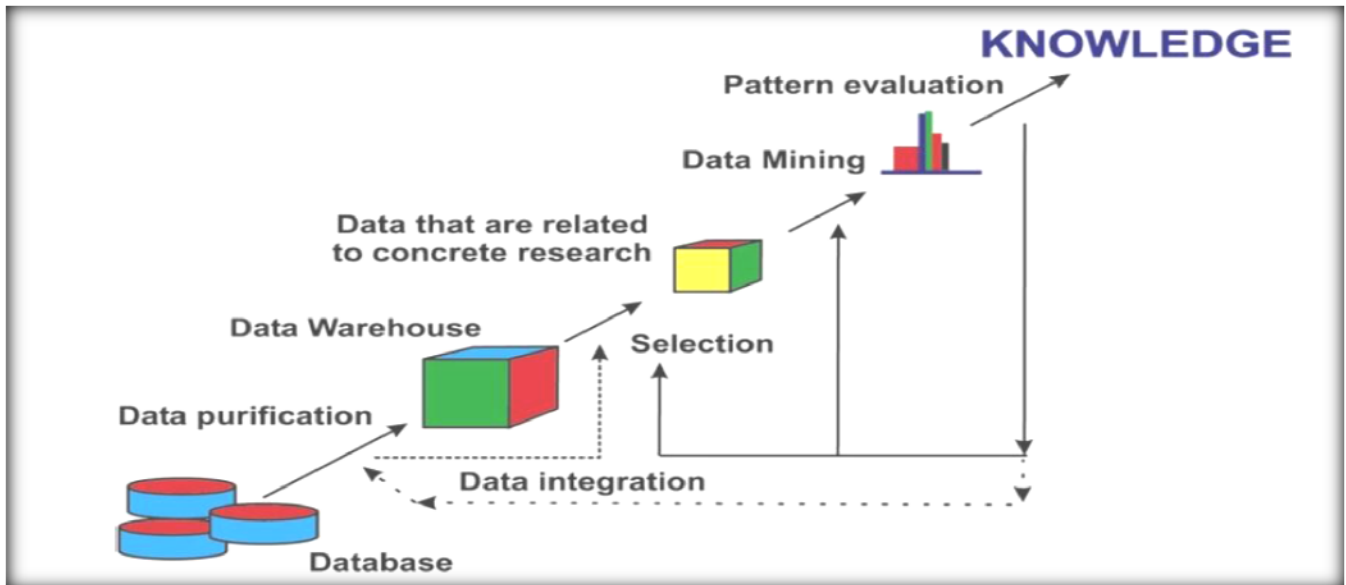 KNOWLEDGE
Pattern evaluation
Data Mining
Data that are related
to concrete research
Data Warehouse
Selection
Data purification
Data integration
Database